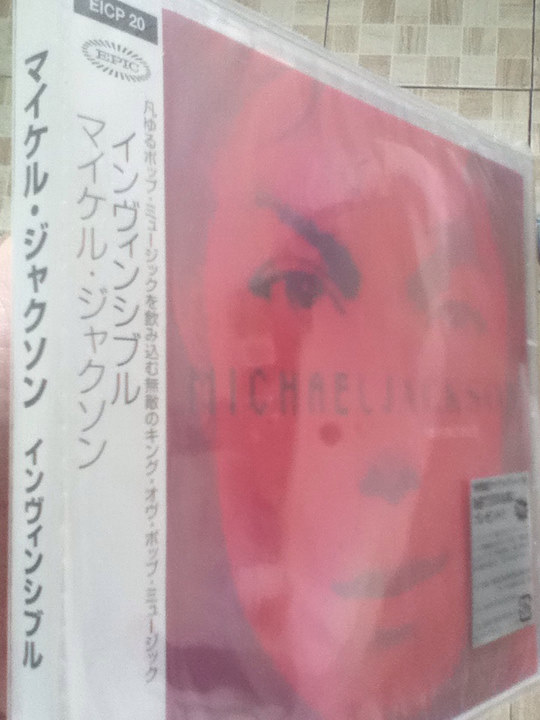 EICP 20
EPIC
マイケル・ジャクソン インヴィンシブル
凡ゆるポップ・ミュージックを飲み込む無敵のキング・オヴ・ポップ・ミュージック
インヴィンシブル
マイケル・ジャクソン
MICHAEL JACKSON